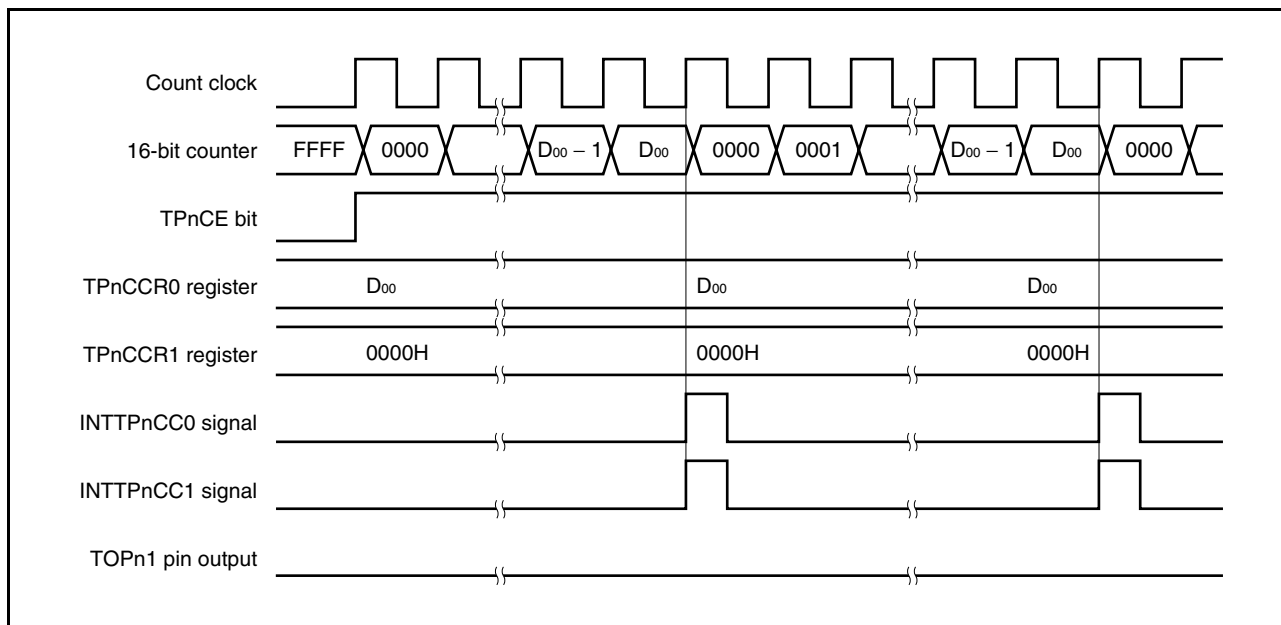 Count clock
16-bit counter FFFF 0000 D00 – 1 D00 0000 0001 D00 – 1 D00 0000
TPnCE bit
TPnCCR0 register D00 D00 D00
TPnCCR1 register 0000H 0000H 0000H
INTTPnCC0 signal
INTTPnCC1 signal
TOPn1 pin output